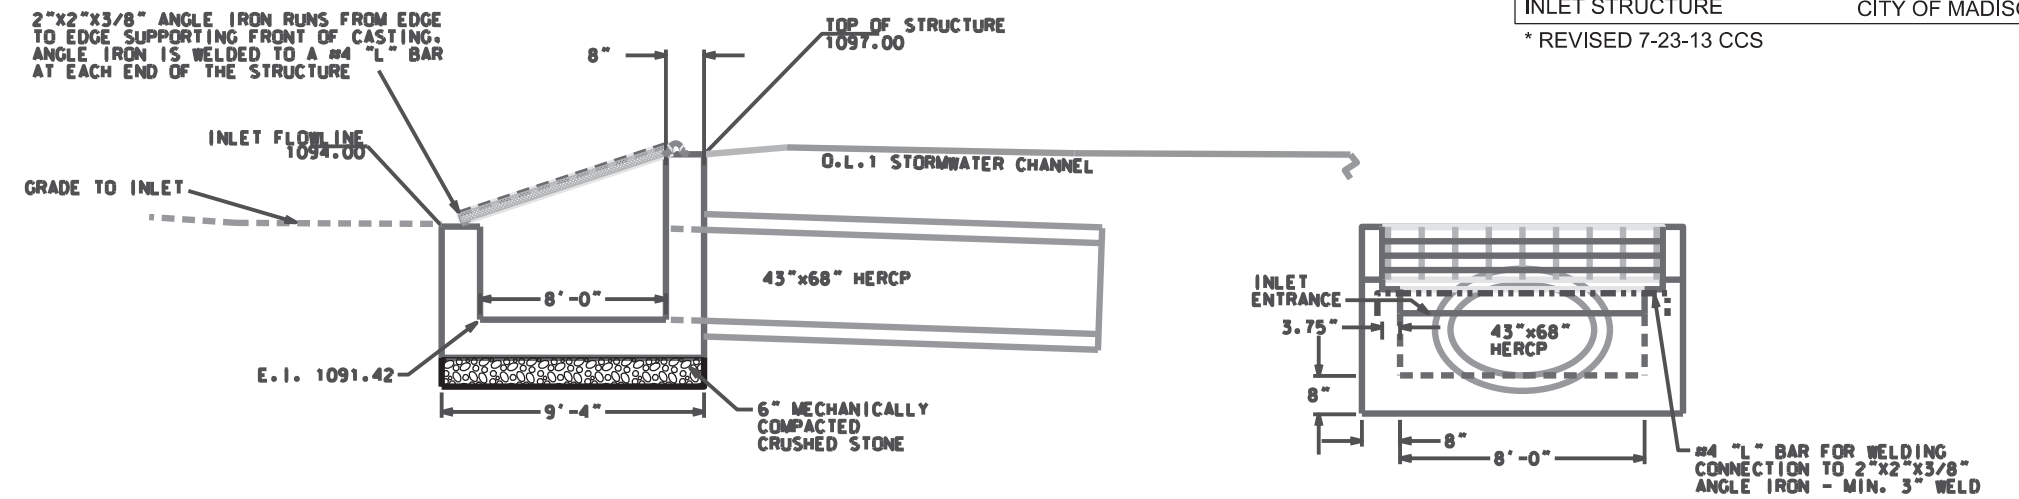 2"X2"X3/8" ANGLE IRON RUNS FROM EDGE
TO EDGE SUPPORTING FRONT OF CASTING.
ANGLE IRON IS WELDED TO A #4 "L" BAR
AT EACH END OF THE STRUCTURE
8"
TOP OF STRUCTURE
1097.00
INLET STRUCTURE
* REVISED 7-23-13 CCS
CITY OF
INLET FLOWLINE
1094.00
GRADE TO INLET
O.L.1 STORMWATER CHANNEL
43"x68" HERCP
8'-0"
E.I. 1091.42
9'-4"
6" MECHANICALLY
COMPACTED
CRUSHED STONE
INLET
ENTRANCE
3.75"
43"x68"
HERCP
8"
8"
8'-0"
#4 "L" BAR FOR WELDING
CONNECTION TO 2"X2"X3/8"
ANGLE IRON - MIN. 3" WELD